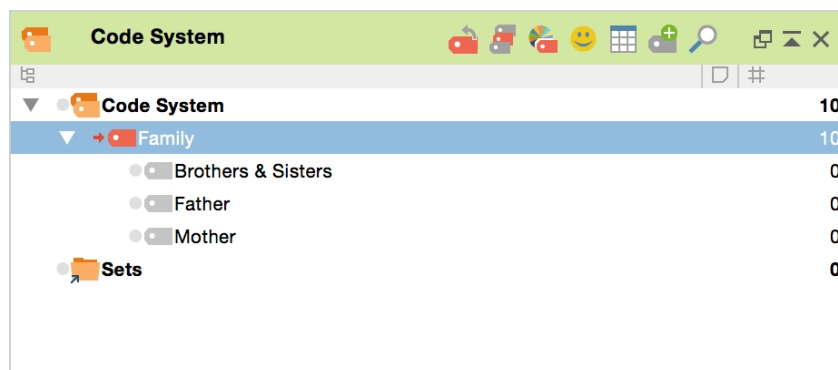 Code System
#
Code System 10
Family 10
Brothers & Sisters 0
Father 0
Mother 0
Sets 0